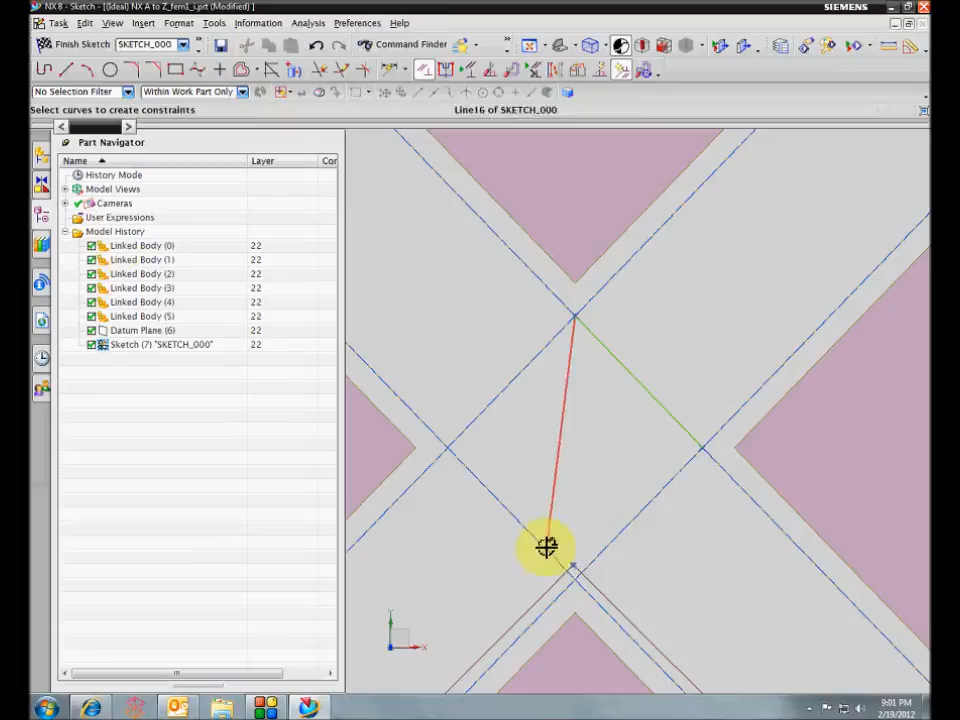 NX 8 - Sketch - [(Ideal) NX A to Z_fem1_i.prt (Modified) ]
SIEMENS
Task Edit View Insert Format Tools Information Analysis Preferences Help
Finish Sketch SKETCH_000 Command Finder
No Selection Filter Within Work Part Only
Select curves to create constraints
Line16 of SKETCH_000
Part Navigator
Name Layer Cor
History Mode
Model Views
Cameras
User Expressions
Model History
Linked Body (0) 22
Linked Body (1) 22
Linked Body (2) 22
Linked Body (3) 22
Linked Body (4) 22
Linked Body (5) 22
Datum Plane (6) 22
Sketch (7) "SKETCH_000" 22
Y
X
9:01 PM
2/19/2012